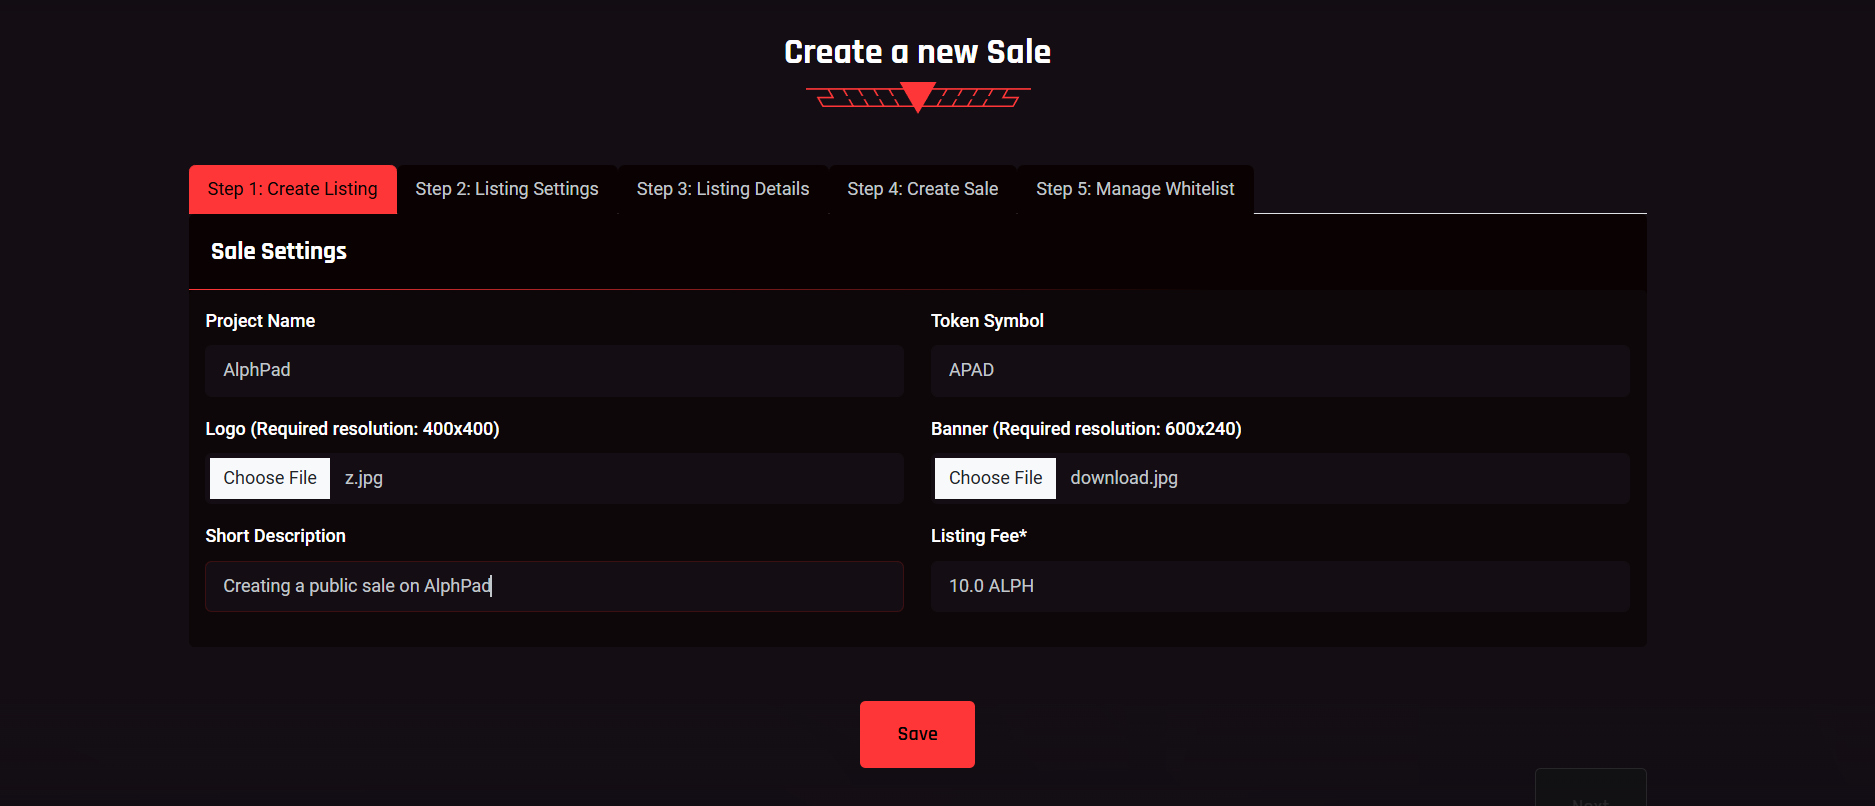 Create a new Sale
Step 1: Create Listing
Step 2: Listing Settings
Step 3: Listing Details
Step 4: Create Sale
Step 5: Manage Whitelist
Sale Settings
Project Name
AlphPad
Token Symbol
APAD
Logo (Required resolution: 400x400)
Choose File z.jpg
Banner (Required resolution: 600x240)
Choose File download.jpg
Short Description
Creating a public sale on AlphPad
Listing Fee*
10.0 ALPH
Save
Next